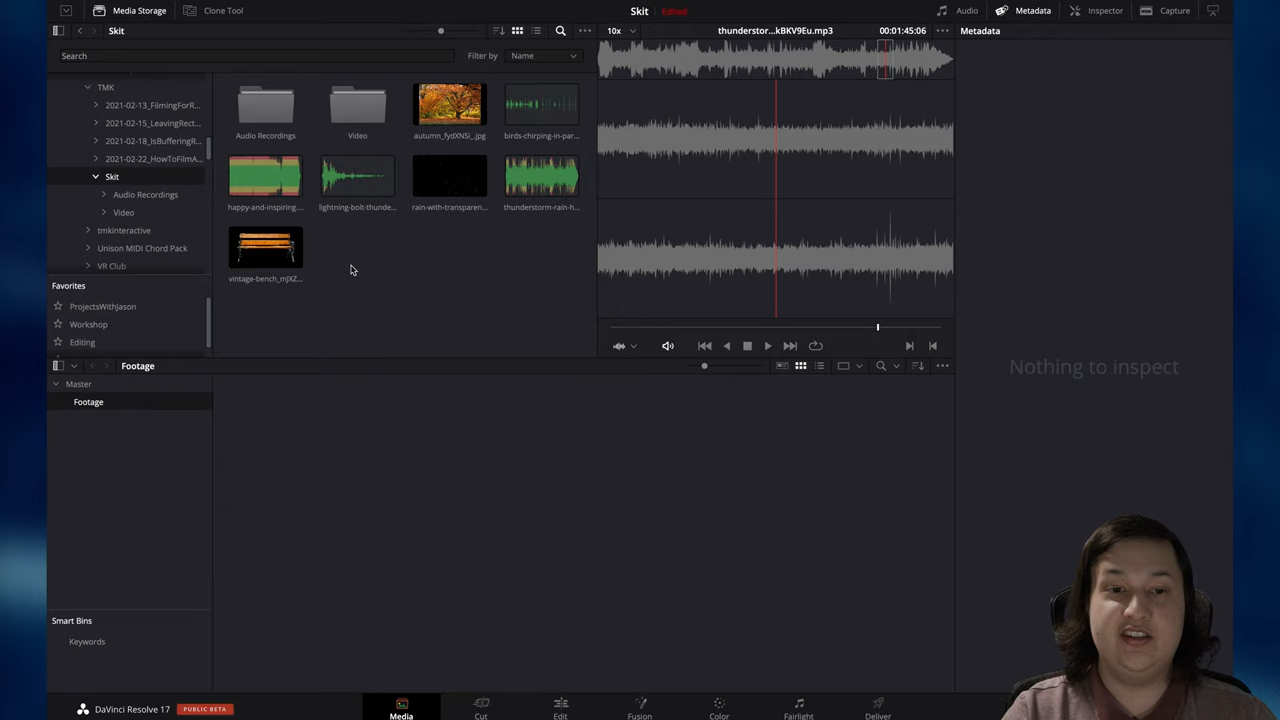 Media Storage
Clone Tool
Skit
Edited
Audio
Metadata
Inspector
Capture
Skit
10x
thunderstor...kBKV9Eu.mp3
00:01:45:06
Metadata
Search
Filter by
Name
TMK
2021-02-13_FilmingForR...
2021-02-15_LeavingRect...
2021-02-18_IsBufferingR...
2021-02-22_HowToFilmA...
Skit
Audio Recordings
Video
tmkinteractive
Unison MIDI Chord Pack
VR Club
Audio Recordings
Video
autumn_fydXNSi_.jpg
birds-chirping-in-par...
happy-and-inspiring....
lightning-bolt-thunde...
rain-with-transparen...
thunderstorm-rain-h...
vintage-bench_mJXZ...
Favorites
ProjectsWithJason
Workshop
Editing
Footage
Master
Footage
Nothing to inspect
Smart Bins
Keywords
DaVinci Resolve 17
PUBLIC BETA
Media
Cut
Edit
Fusion
Color
Fairlight
Deliver